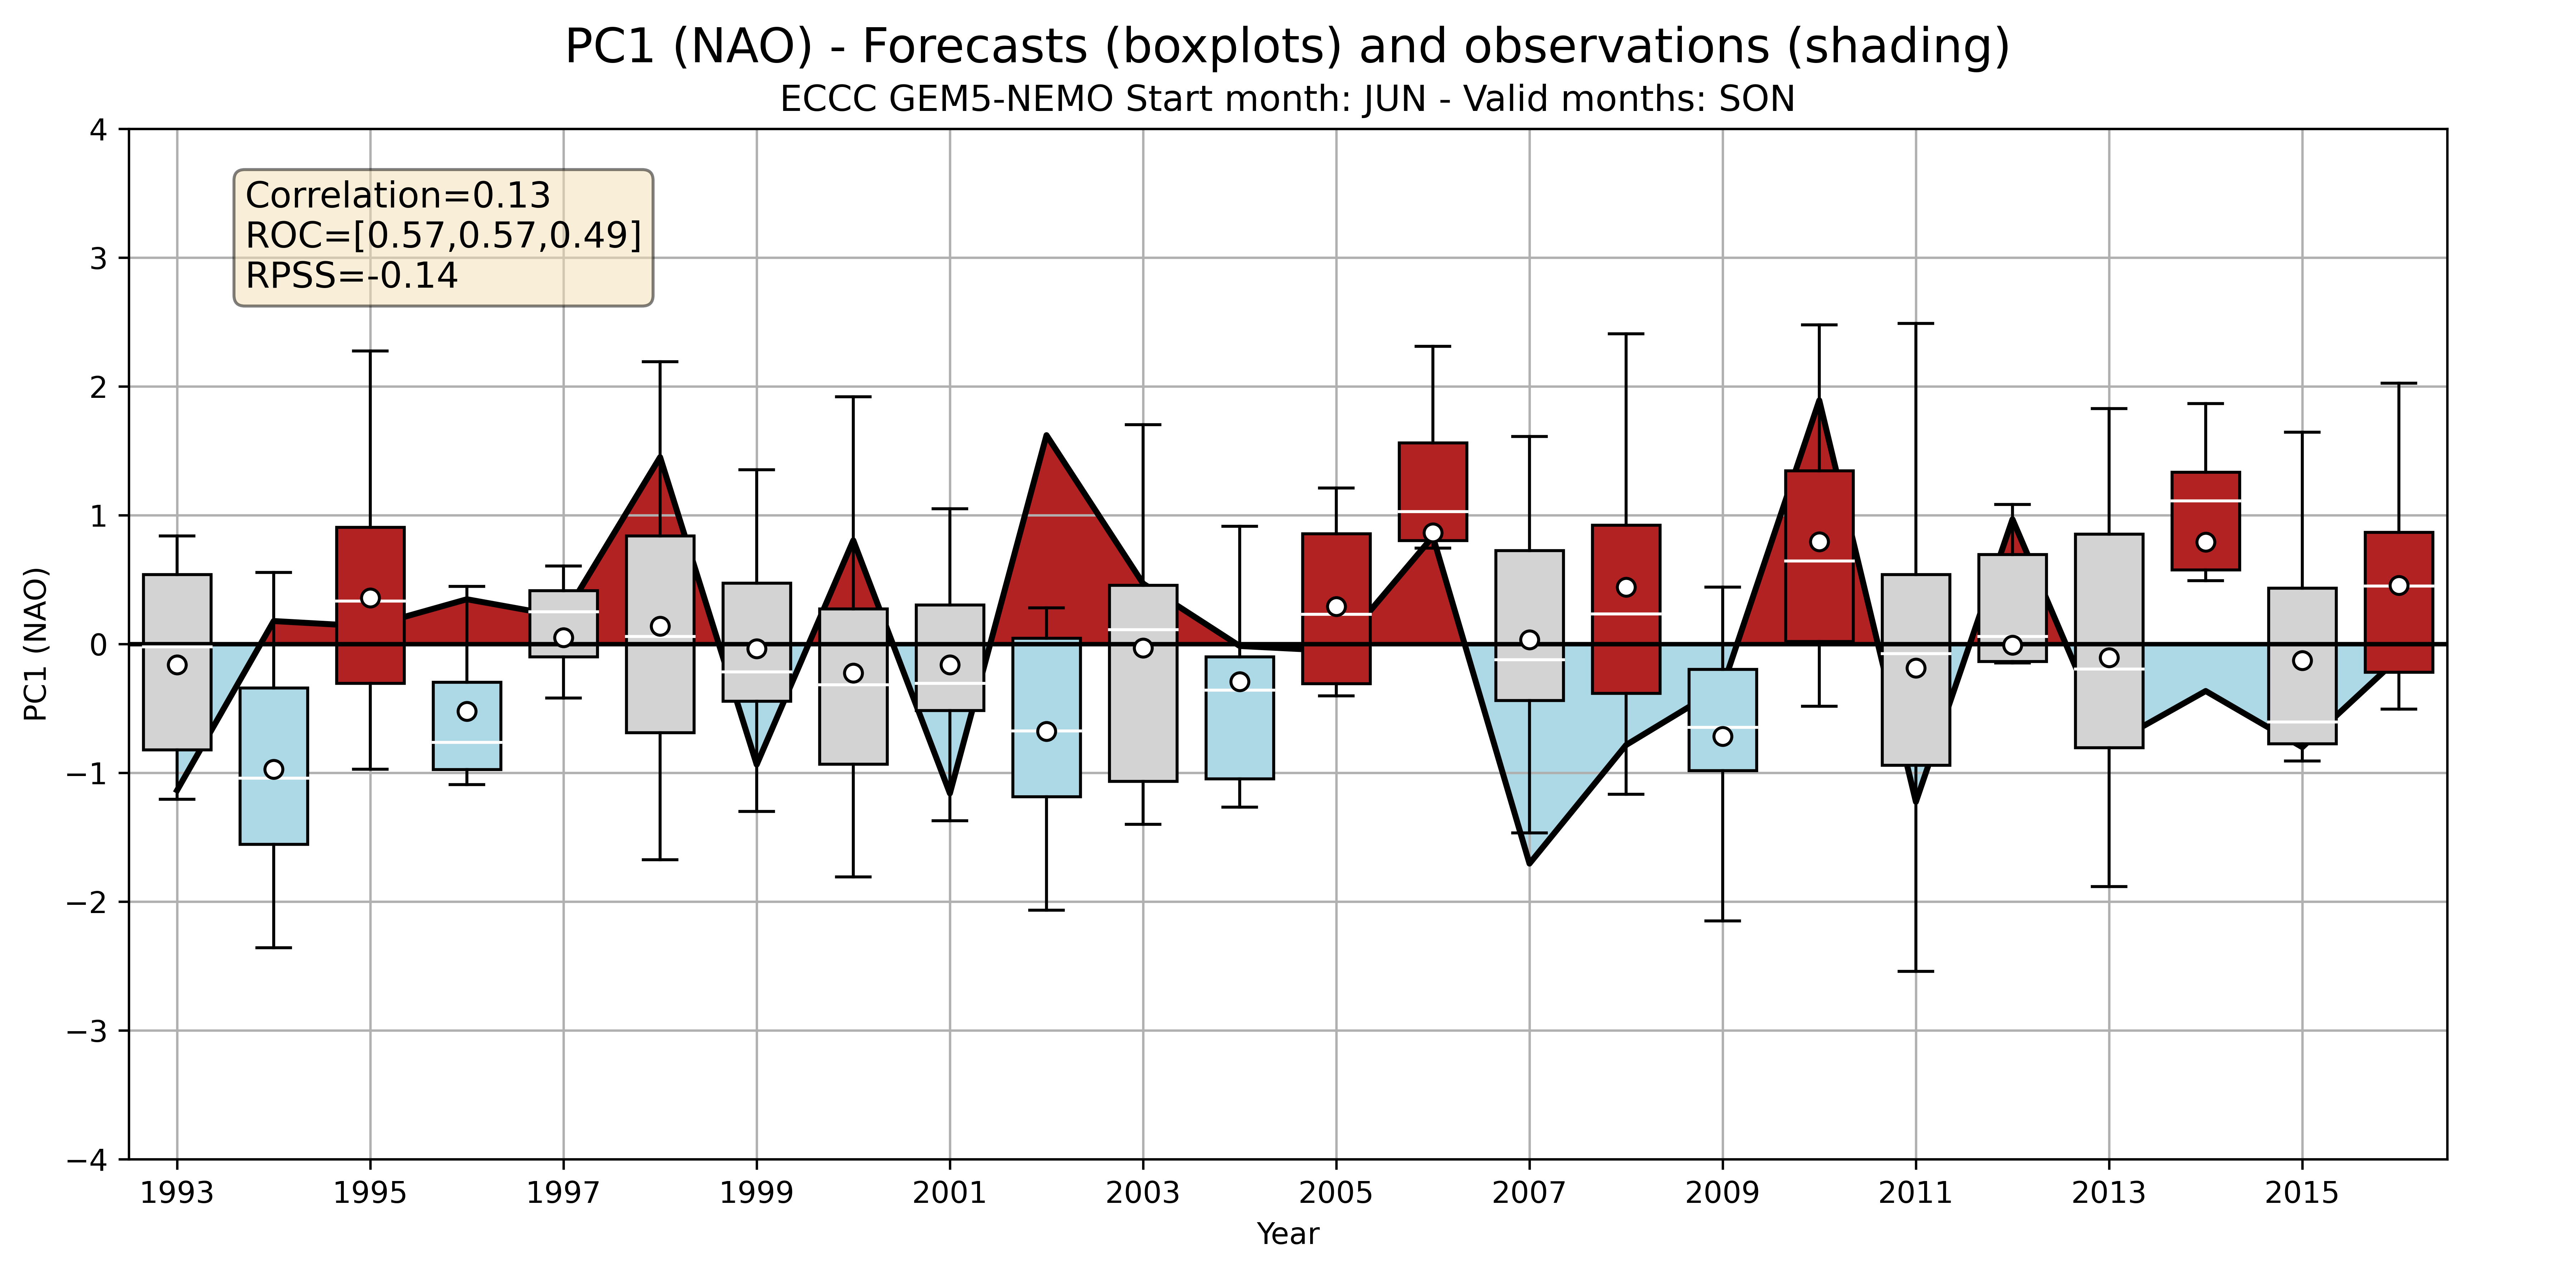 PC1 (NAO) - Forecasts (boxplots) and observations (shading)
ECCC GEM5-NEMO Start month: JUN - Valid months: SON
Correlation=0.13
ROC=[0.57,0.57,0.49]
RPSS=-0.14
PC1 (NAO)
4
3
2
1
0
−1
−2
−3
−4
1993 1995 1997 1999 2001 2003 2005 2007 2009 2011 2013 2015
Year